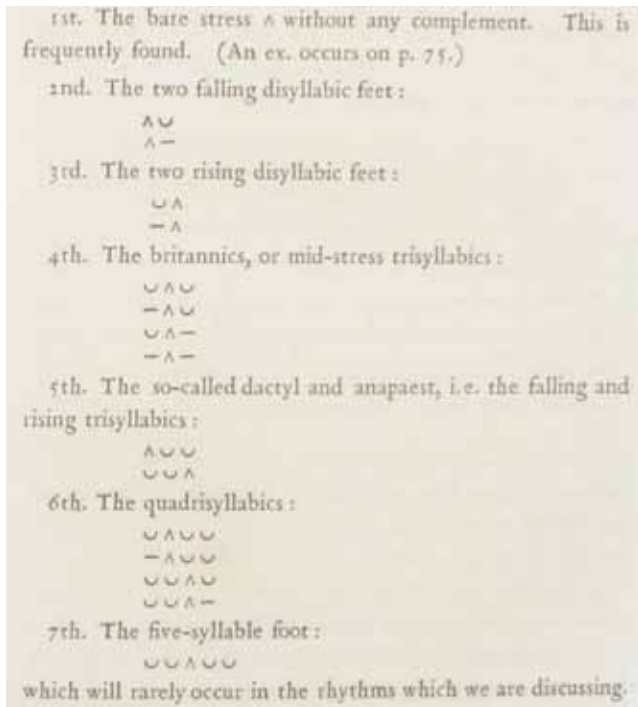 1st. The bare stress ʌ without any complement. This is
frequently found. (An ex. occurs on p. 75.)
2nd. The two falling disyllabic feet :
ʌ ◡
ʌ —
3rd. The two rising disyllabic feet :
◡ ʌ
— ʌ
4th. The britannics, or mid-stress trisyllabics :
◡ ʌ ◡
— ʌ ◡
◡ ʌ —
— ʌ —
5th. The so-called dactyl and anapaest, i.e. the falling and
rising trisyllabics :
ʌ ◡ ◡
◡ ◡ ʌ
6th. The quadrisyllabics :
◡ ʌ ◡ ◡
— ʌ ◡ ◡
◡ ◡ ʌ ◡
◡ ◡ ʌ —
7th. The five-syllable foot :
◡ ◡ ʌ ◡ ◡
which will rarely occur in the rhythms which we are discussing.